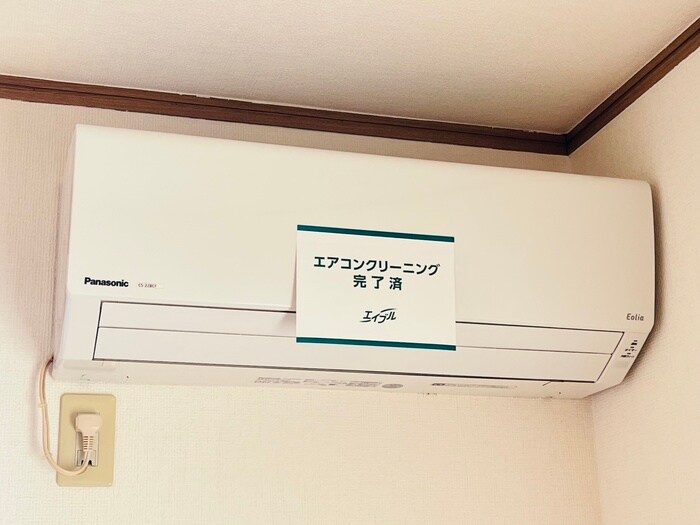 エアコンクリーニング
完了済
エイブル
Panasonic
Eolia